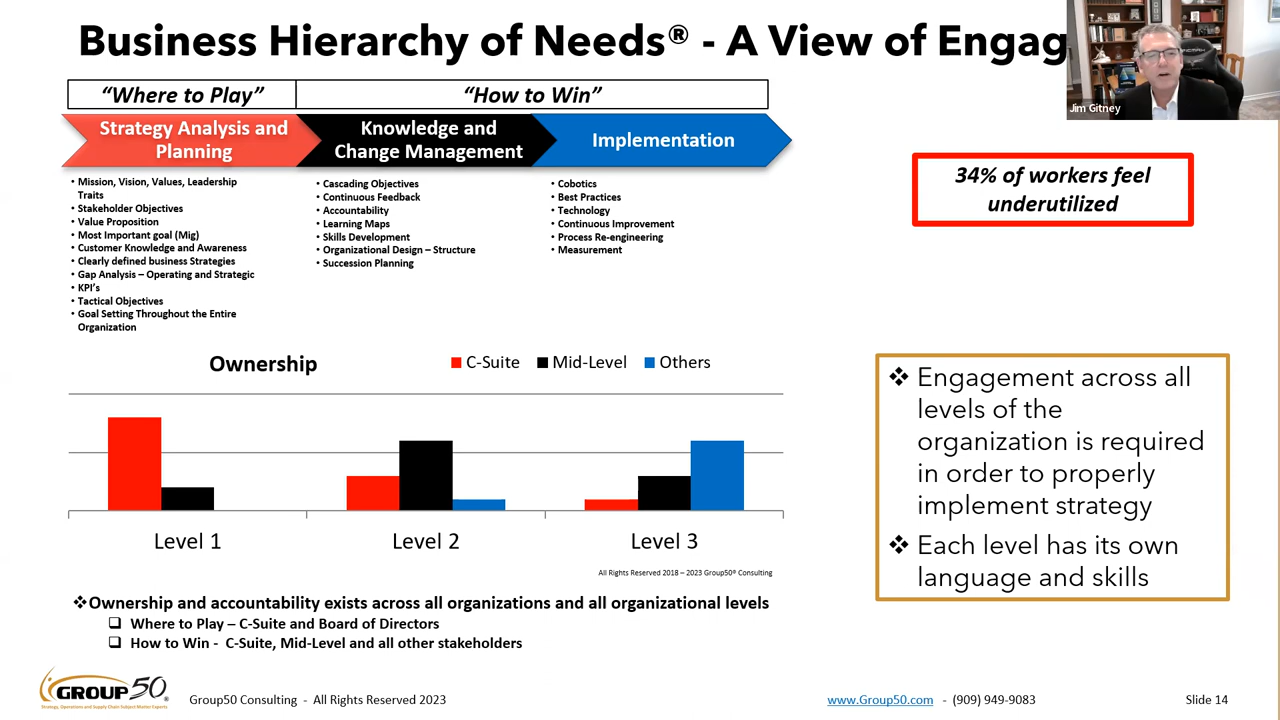 Business Hierarchy of Needs® - A View of Engag
Jim Gitney
“Where to Play”
“How to Win”
Strategy Analysis and
Planning
Knowledge and
Change Management
Implementation
• Mission, Vision, Values, Leadership
Traits
• Stakeholder Objectives
• Value Proposition
• Most Important goal (Mig)
• Customer Knowledge and Awareness
• Clearly defined business Strategies
• Gap Analysis – Operating and Strategic
• KPI’s
• Tactical Objectives
• Goal Setting Throughout the Entire
Organization
• Cascading Objectives
• Continuous Feedback
• Accountability
• Learning Maps
• Skills Development
• Organizational Design – Structure
• Succession Planning
• Cobotics
• Best Practices
• Technology
• Continuous Improvement
• Process Re-engineering
• Measurement
34% of workers feel
underutilized
Ownership
C-Suite
Mid-Level
Others
Level 1
Level 2
Level 3
All Rights Reserved 2018 – 2023 Group50® Consulting
❖ Engagement across all
levels of the
organization is required
in order to properly
implement strategy
❖ Each level has its own
language and skills
❖Ownership and accountability exists across all organizations and all organizational levels
❑ Where to Play – C-Suite and Board of Directors
❑ How to Win - C-Suite, Mid-Level and all other stakeholders
GROUP50®
Strategy, Operations and Supply Chain Subject Matter Experts
Group50 Consulting - All Rights Reserved 2023
www.Group50.com - (909) 949-9083
Slide 14